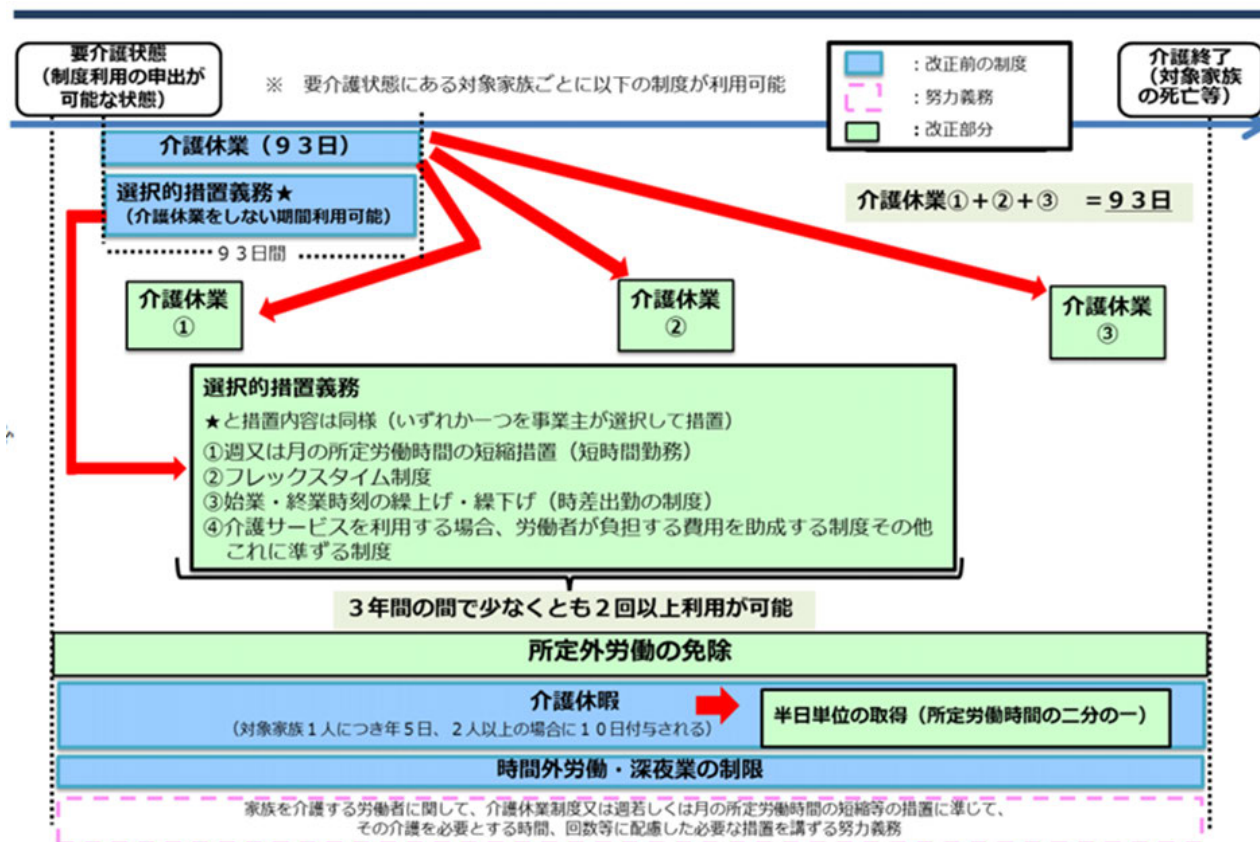 要介護状態
（制度利用の申出が
可能な状態）
※　要介護状態にある対象家族ごとに以下の制度が利用可能
：改正前の制度
：努力義務
：改正部分
介護終了
（対象家族
の死亡等）
介護休業（９３日）
選択的措置義務★
（介護休業をしない期間利用可能）
９３日間
介護休業①＋②＋③　＝９３日
介護休業
①
介護休業
②
介護休業
③
選択的措置義務
★と措置内容は同様（いずれか一つを事業主が選択して措置）
①週又は月の所定労働時間の短縮措置（短時間勤務）
②フレックスタイム制度
③始業・終業時刻の繰上げ・繰下げ（時差出勤の制度）
④介護サービスを利用する場合、労働者が負担する費用を助成する制度その他
これに準ずる制度
３年間の間で少なくとも２回以上利用が可能
所定外労働の免除
介護休暇
（対象家族１人につき年５日、２人以上の場合に１０日付与される）
半日単位の取得（所定労働時間の二分の一）
時間外労働・深夜業の制限
家族を介護する労働者に関して、介護休業制度又は週若しくは月の所定労働時間の短縮等の措置に準じて、
その介護を必要とする時間、回数等に配慮した必要な措置を講ずる努力義務